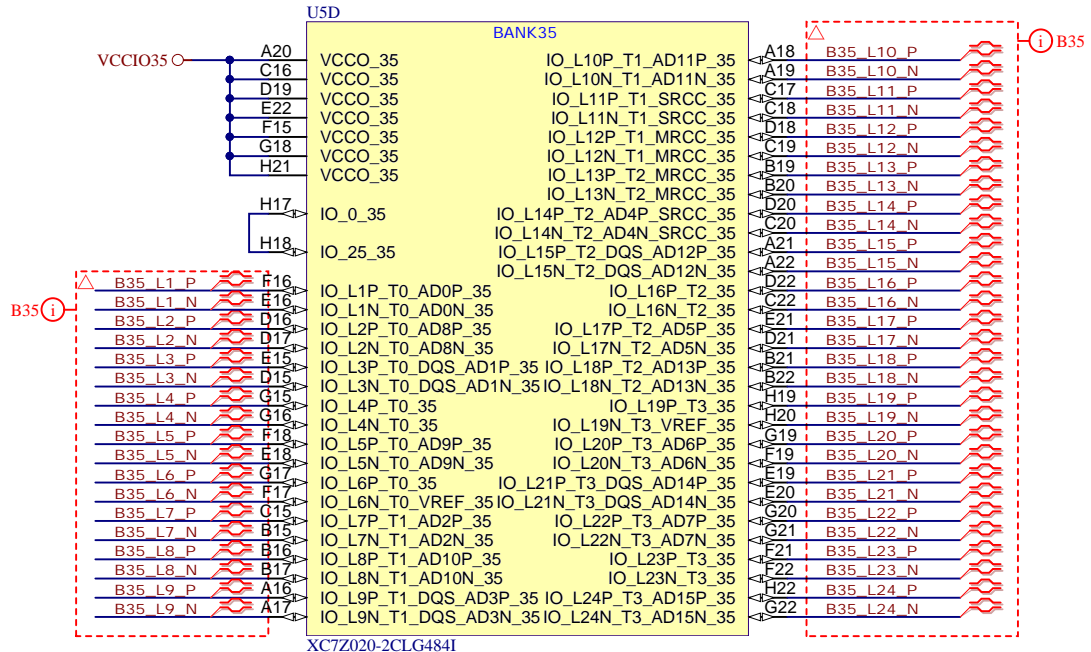 U5D
BANK35
VCCIO35
A20 VCCO_35
C16 VCCO_35
D19 VCCO_35
E22 VCCO_35
F15 VCCO_35
G18 VCCO_35
H21 VCCO_35
H17 IO_0_35
H18 IO_25_35
B35
B35_L1_P F16 IO_L1P_T0_AD0P_35
B35_L1_N E16 IO_L1N_T0_AD0N_35
B35_L2_P D16 IO_L2P_T0_AD8P_35
B35_L2_N D17 IO_L2N_T0_AD8N_35
B35_L3_P E15 IO_L3P_T0_DQS_AD1P_35
B35_L3_N D15 IO_L3N_T0_DQS_AD1N_35
B35_L4_P G15 IO_L4P_T0_35
B35_L4_N G16 IO_L4N_T0_35
B35_L5_P F18 IO_L5P_T0_AD9P_35
B35_L5_N E18 IO_L5N_T0_AD9N_35
B35_L6_P G17 IO_L6P_T0_35
B35_L6_N F17 IO_L6N_T0_VREF_35
B35_L7_P C15 IO_L7P_T1_AD2P_35
B35_L7_N B15 IO_L7N_T1_AD2N_35
B35_L8_P B16 IO_L8P_T1_AD10P_35
B35_L8_N B17 IO_L8N_T1_AD10N_35
B35_L9_P A16 IO_L9P_T1_DQS_AD3P_35
B35_L9_N A17 IO_L9N_T1_DQS_AD3N_35
IO_L10P_T1_AD11P_35 A18 B35_L10_P
IO_L10N_T1_AD11N_35 A19 B35_L10_N
IO_L11P_T1_SRCC_35 C17 B35_L11_P
IO_L11N_T1_SRCC_35 C18 B35_L11_N
IO_L12P_T1_MRCC_35 D18 B35_L12_P
IO_L12N_T1_MRCC_35 C19 B35_L12_N
IO_L13P_T2_MRCC_35 B19 B35_L13_P
IO_L13N_T2_MRCC_35 B20 B35_L13_N
IO_L14P_T2_AD4P_SRCC_35 D20 B35_L14_P
IO_L14N_T2_AD4N_SRCC_35 C20 B35_L14_N
IO_L15P_T2_DQS_AD12P_35 A21 B35_L15_P
IO_L15N_T2_DQS_AD12N_35 A22 B35_L15_N
IO_L16P_T2_35 D22 B35_L16_P
IO_L16N_T2_35 C22 B35_L16_N
IO_L17P_T2_AD5P_35 E21 B35_L17_P
IO_L17N_T2_AD5N_35 D21 B35_L17_N
IO_L18P_T2_AD13P_35 B21 B35_L18_P
IO_L18N_T2_AD13N_35 B22 B35_L18_N
IO_L19P_T3_35 H19 B35_L19_P
IO_L19N_T3_VREF_35 H20 B35_L19_N
IO_L20P_T3_AD6P_35 G19 B35_L20_P
IO_L20N_T3_AD6N_35 F19 B35_L20_N
IO_L21P_T3_DQS_AD14P_35 E19 B35_L21_P
IO_L21N_T3_DQS_AD14N_35 E20 B35_L21_N
IO_L22P_T3_AD7P_35 G20 B35_L22_P
IO_L22N_T3_AD7N_35 G21 B35_L22_N
IO_L23P_T3_35 F21 B35_L23_P
IO_L23N_T3_35 F22 B35_L23_N
IO_L24P_T3_AD15P_35 H22 B35_L24_P
IO_L24N_T3_AD15N_35 G22 B35_L24_N
i B35
i
XC7Z020-2CLG484I